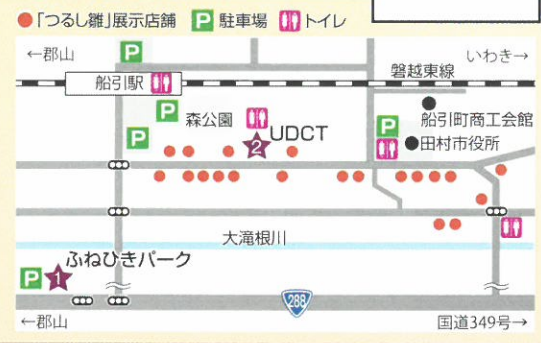 ●「つるし雛」展示店舗 P 駐車場 トイレ
←郡山
P
いわき→
磐越東線
船引駅
P
森公園
P
UDCT
2
船引町商工会館
P
田村市役所
大滝根川
ふねひきパーク
P 1
288
←郡山
国道349号→